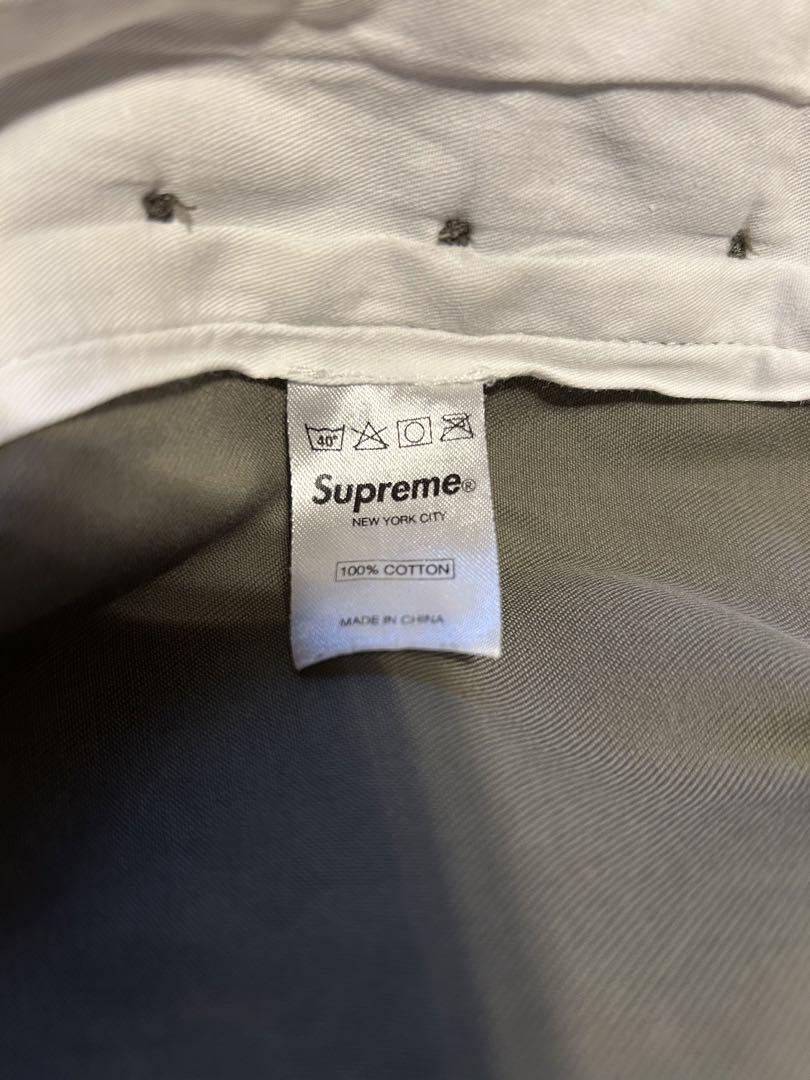 40°
Supreme®
NEW YORK CITY
100% COTTON
MADE IN CHINA